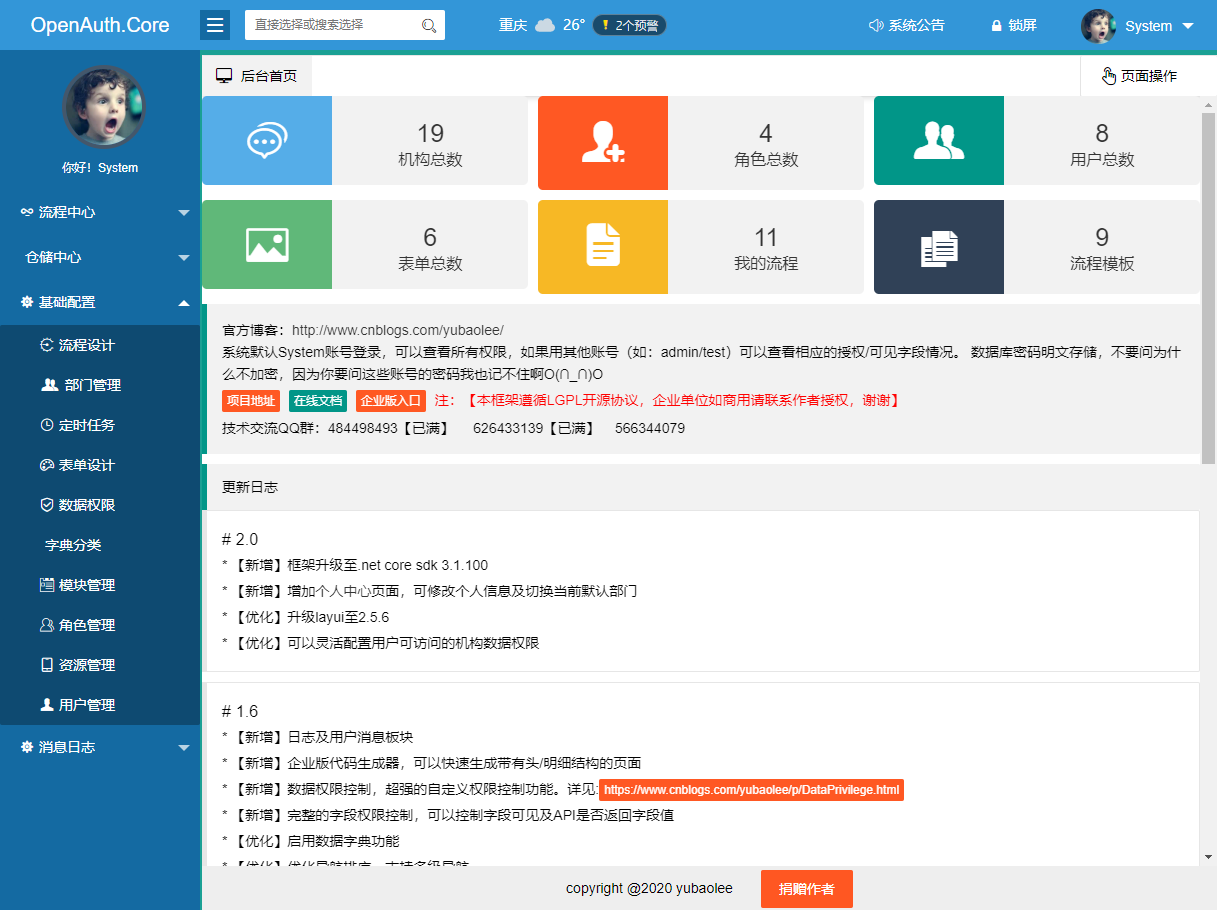 OpenAuth.Core
直接选择或搜索选择
重庆 26° 2个预警
系统公告
锁屏
System
你好！System
流程中心
仓储中心
基础配置
流程设计
部门管理
定时任务
表单设计
数据权限
字典分类
模块管理
角色管理
资源管理
用户管理
消息日志
后台首页
页面操作
19
机构总数
4
角色总数
8
用户总数
6
表单总数
11
我的流程
9
流程模板
官方博客：http://www.cnblogs.com/yubaolee/
系统默认System账号登录，可以查看所有权限，如果用其他账号（如：admin/test）可以查看相应的授权/可见字段情况。 数据库密码明文存储，不要问为什
么不加密，因为你要问这些账号的密码我也记不住啊O(∩_∩)O
项目地址 在线文档 企业版入口 注：【本框架遵循LGPL开源协议，企业单位如商用请联系作者授权，谢谢】
技术交流QQ群：484498493【已满】 626433139【已满】 566344079
更新日志
# 2.0
* 【新增】框架升级至.net core sdk 3.1.100
* 【新增】增加个人中心页面，可修改个人信息及切换当前默认部门
* 【优化】升级layui至2.5.6
* 【优化】可以灵活配置用户可访问的机构数据权限
# 1.6
* 【新增】日志及用户消息板块
* 【新增】企业版代码生成器，可以快速生成带有头/明细结构的页面
* 【新增】数据权限控制，超强的自定义权限控制功能。详见:https://www.cnblogs.com/yubaolee/p/DataPrivilege.html
* 【新增】完整的字段权限控制，可以控制字段可见及API是否返回字段值
* 【优化】启用数据字典功能
copyright @2020 yubaolee
捐赠作者